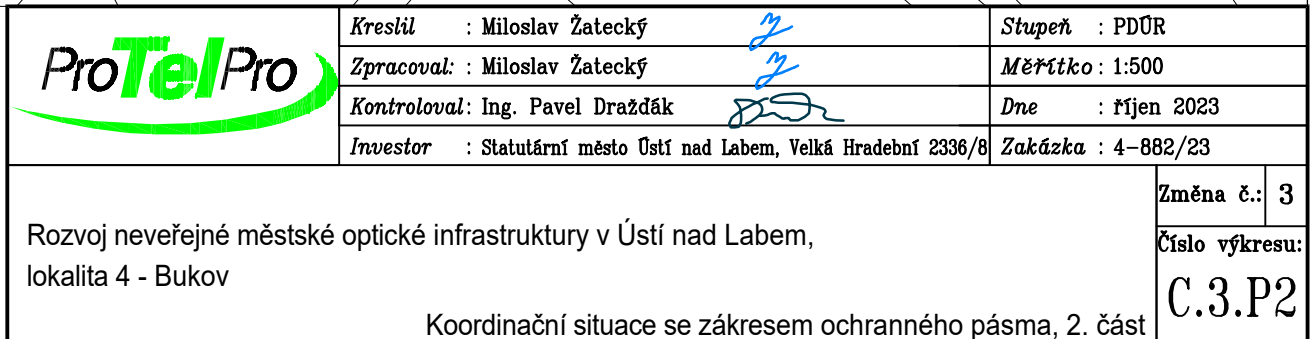 ProTelPro
Kreslil : Miloslav Žatecký
Zpracoval: : Miloslav Žatecký
Kontroloval: Ing. Pavel Dražďák
Investor : Statutární město Ústí nad Labem, Velká Hradební 2336/8
Stupeň : PDÚR
Měřítko : 1:500
Dne : říjen 2023
Zakázka : 4-882/23
Změna č.: 3
Číslo výkresu:
C.3.P2
Rozvoj neveřejné městské optické infrastruktury v Ústí nad Labem,
lokalita 4 - Bukov
Koordinační situace se zákresem ochranného pásma, 2. část